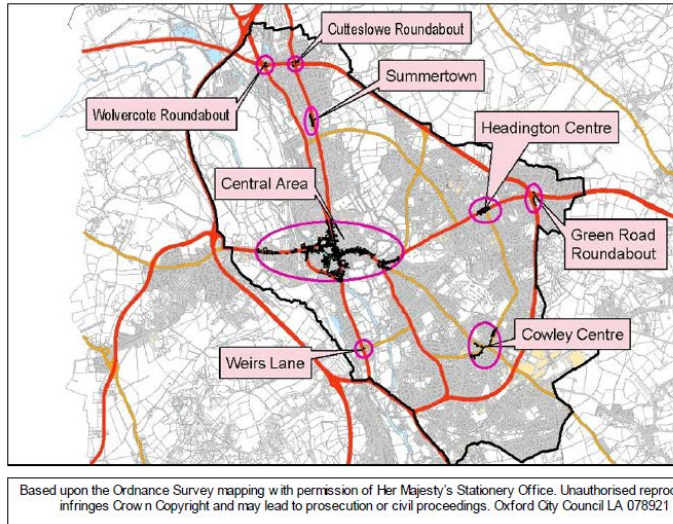 Cutteslowe Roundabout
Summertown
Wolvercote Roundabout
Headington Centre
Central Area
Green Road
Roundabout
Cowley Centre
Weirs Lane
Based upon the Ordnance Survey mapping with permission of Her Majesty's Stationery Office. Unauthorised
infringes Crown Copyright and may lead to prosecution or civil proceedings. Oxford City Council LA 078921